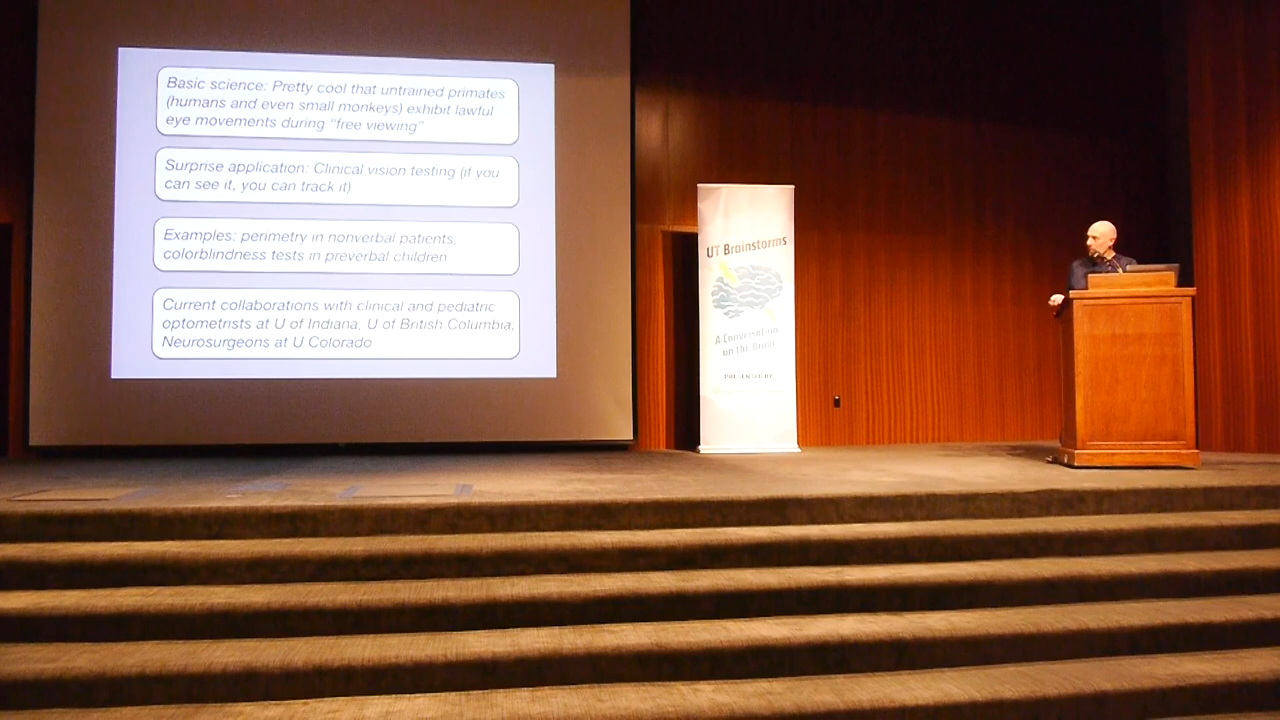 Basic science: Pretty cool that untrained primates
(humans and even small monkeys) exhibit lawful
eye movements during “free viewing”
Surprise application: Clinical vision testing (if you
can see it, you can track it)
Examples: perimetry in nonverbal patients,
colorblindness tests in preverbal children
Current collaborations with clinical and pediatric
optometrists at U of Indiana, U of British Columbia,
Neurosurgeons at U Colorado
UT Brainstorms
A Conversation
on the Brain
PRESENTED BY